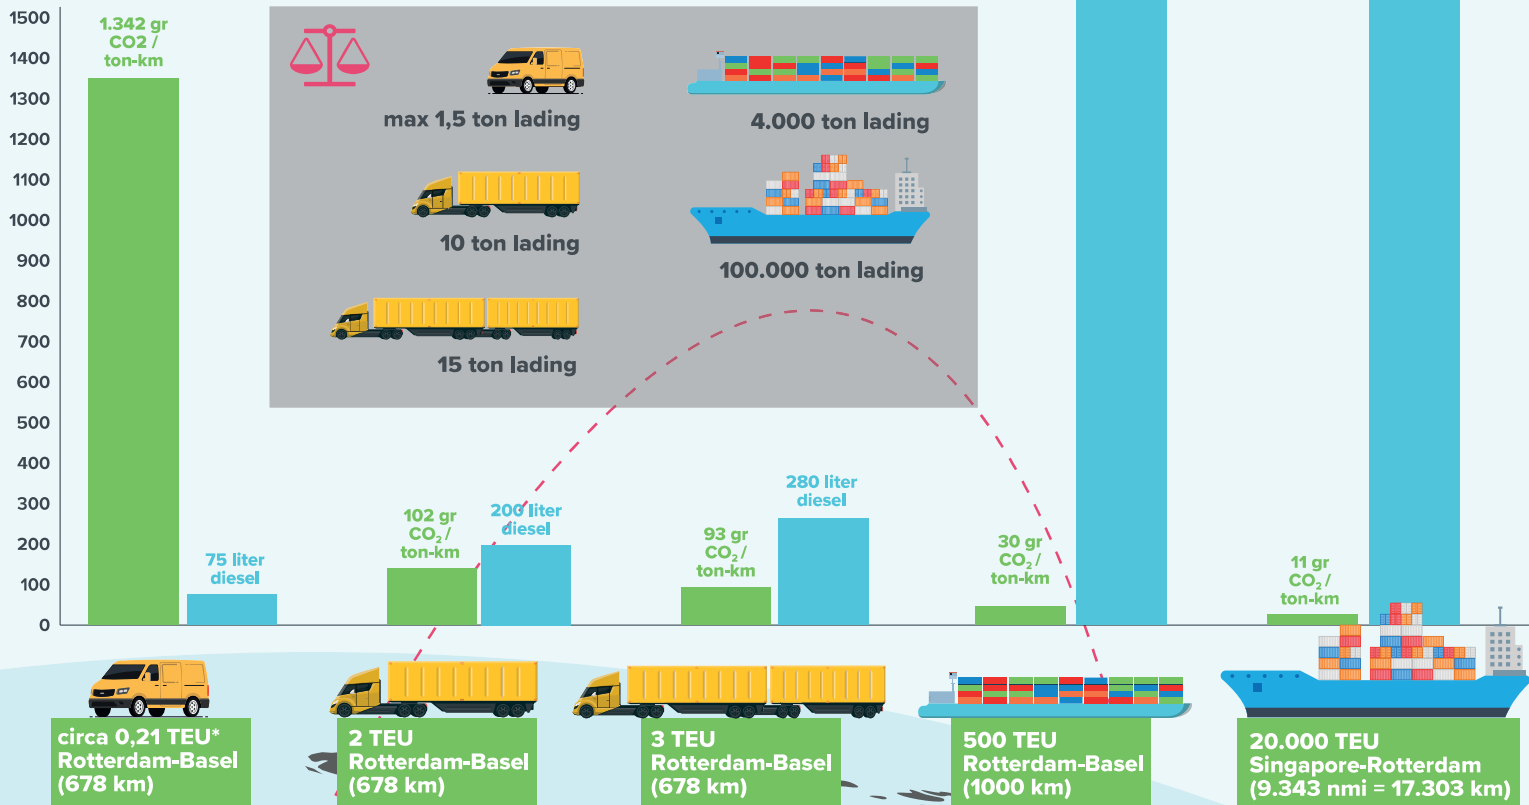 1500
1400
1300
1200
1100
1000
900
800
700
600
500
400
300
200
100
0
1.342 gr
CO2 /
ton-km
75 liter
diesel
102 gr
CO₂ /
ton-km
200 liter
diesel
93 gr
CO₂ /
ton-km
280 liter
diesel
30 gr
CO₂ /
ton-km
11 gr
CO₂ /
ton-km
max 1,5 ton lading
10 ton lading
15 ton lading
4.000 ton lading
100.000 ton lading
circa 0,21 TEU*
Rotterdam-Basel
(678 km)
2 TEU
Rotterdam-Basel
(678 km)
3 TEU
Rotterdam-Basel
(678 km)
500 TEU
Rotterdam-Basel
(1000 km)
20.000 TEU
Singapore-Rotterdam
(9.343 nmi = 17.303 km)